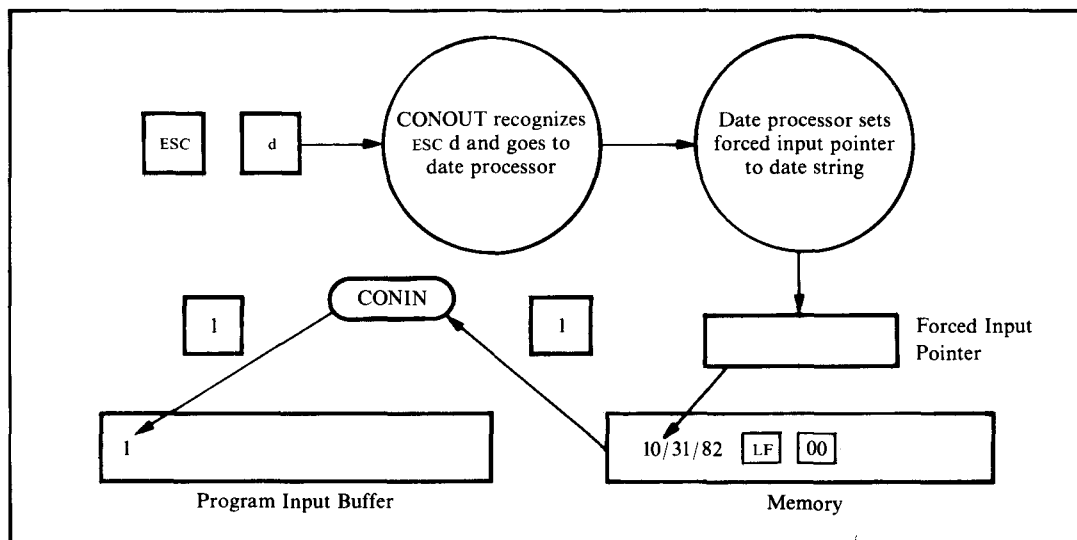 ESC
d
CONOUT recognizes
ESC d and goes to
date processor
Date processor sets
forced input pointer
to date string
1
CONIN
1
Forced Input
Pointer
1
10/31/82 LF 00
Program Input Buffer
Memory